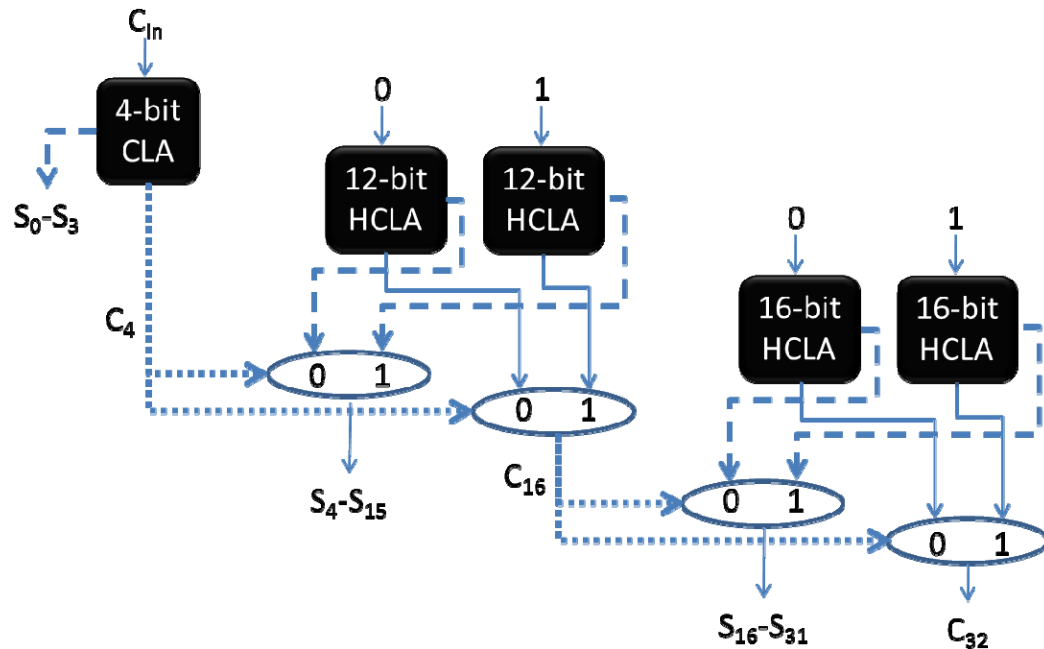 C_In
4-bit
CLA
S_0-S_3
0 1
12-bit
HCLA
12-bit
HCLA
0 1
16-bit
HCLA
16-bit
HCLA
C_4
0 1
0 1
S_4-S_15
C_16
0 1
0 1
S_16-S_31
C_32